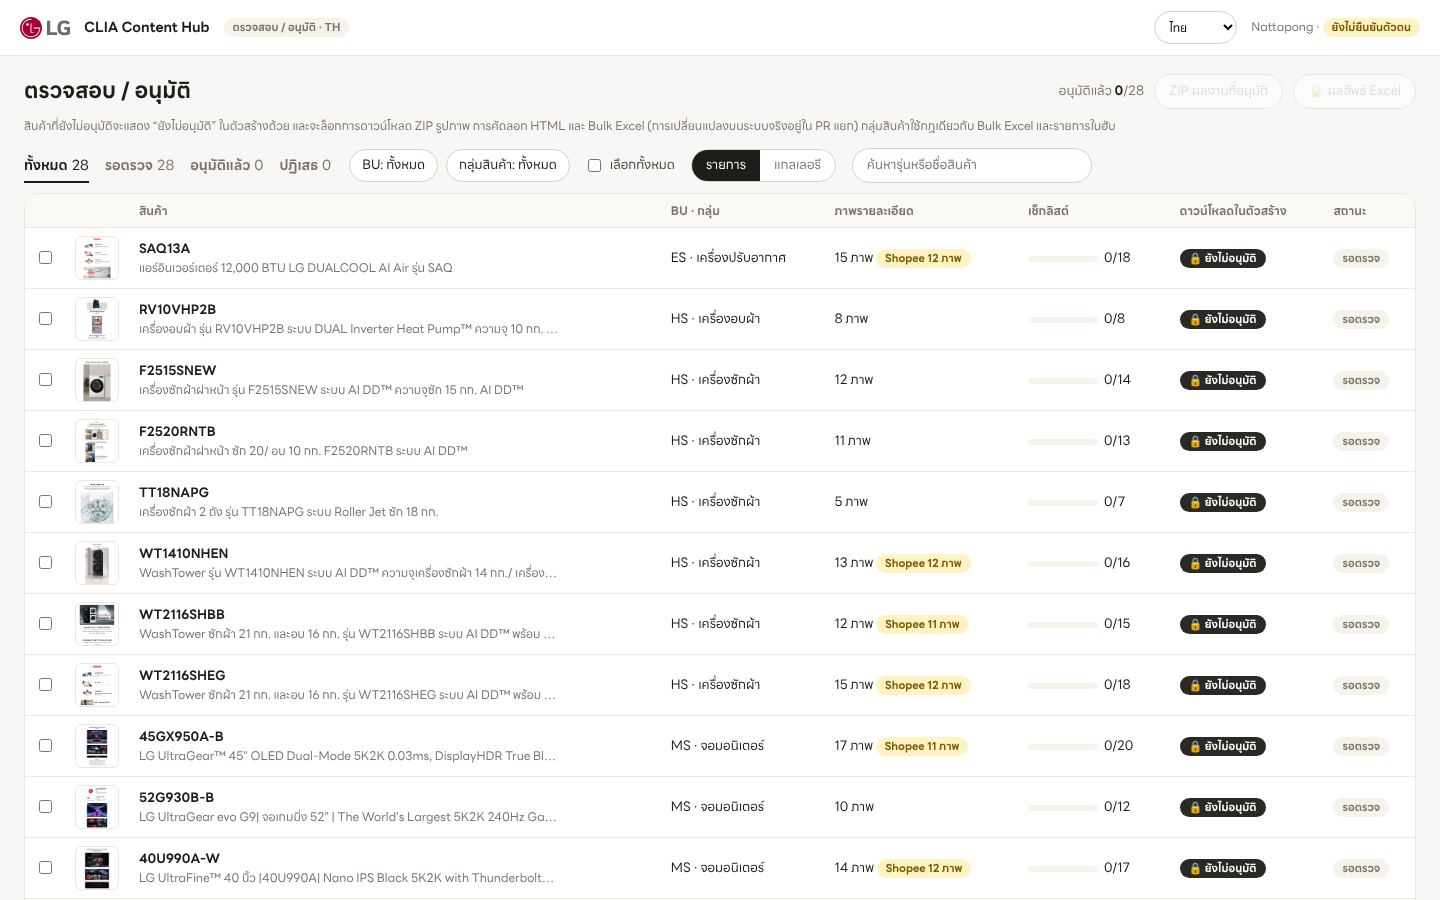 LG CLIA Content Hub ตรวจสอบ / อนุมัติ · TH ไทย Nattapong · ยังไม่ยืนยันตัวตน
ตรวจสอบ / อนุมัติ อนุมัติแล้ว 0/28 ZIP ผลงานที่อนุมัติ 🔒 ผลลัพธ์ Excel
สินค้าที่ยังไม่อนุมัติจะแสดง “ยังไม่อนุมัติ” ในตัวสร้างด้วย และจะล็อกการดาวน์โหลด ZIP รูปภาพ การคัดลอก HTML และ Bulk Excel (การเปลี่ยนแปลงบนระบบจริงอยู่ใน PR แยก) กลุ่มสินค้าใช้กฎเดียวกับ Bulk Excel และรายการในฮับ
ทั้งหมด 28 รอตรวจ 28 อนุมัติแล้ว 0 ปฏิเสธ 0 BU: ทั้งหมด กลุ่มสินค้า: ทั้งหมด เลือกทั้งหมด รายการ แกลเลอรี ค้นหารุ่นหรือชื่อสินค้า
สินค้า BU · กลุ่ม ภาพรายละเอียด เช็กลิสต์ ดาวน์โหลดในตัวสร้าง สถานะ
SAQ13A
แอร์อินเวอร์เตอร์ 12,000 BTU LG DUALCOOL AI Air รุ่น SAQ
ES · เครื่องปรับอากาศ 15 ภาพ Shopee 12 ภาพ 0/18 🔒 ยังไม่อนุมัติ รอตรวจ
RV10VHP2B
เครื่องอบผ้า รุ่น RV10VHP2B ระบบ DUAL Inverter Heat Pump™ ความจุ 10 กก. …
HS · เครื่องอบผ้า 8 ภาพ 0/8 🔒 ยังไม่อนุมัติ รอตรวจ
F2515SNEW
เครื่องซักผ้าฝาหน้า รุ่น F2515SNEW ระบบ AI DD™ ความจุซัก 15 กก. AI DD™
HS · เครื่องซักผ้า 12 ภาพ 0/14 🔒 ยังไม่อนุมัติ รอตรวจ
F2520RNTB
เครื่องซักผ้าฝาหน้า ซัก 20/ อบ 10 กก. F2520RNTB ระบบ AI DD™
HS · เครื่องซักผ้า 11 ภาพ 0/13 🔒 ยังไม่อนุมัติ รอตรวจ
TT18NAPG
เครื่องซักผ้า 2 ถัง รุ่น TT18NAPG ระบบ Roller Jet ซัก 18 กก.
HS · เครื่องซักผ้า 5 ภาพ 0/7 🔒 ยังไม่อนุมัติ รอตรวจ
WT1410NHEN
WashTower รุ่น WT1410NHEN ระบบ AI DD™ ความจุเครื่องซักผ้า 14 กก./ เครื่อง…
HS · เครื่องซักผ้า 13 ภาพ Shopee 12 ภาพ 0/16 🔒 ยังไม่อนุมัติ รอตรวจ
WT2116SHBB
WashTower ซักผ้า 21 กก. และอบ 16 กก. รุ่น WT2116SHBB ระบบ AI DD™ พร้อม …
HS · เครื่องซักผ้า 12 ภาพ Shopee 11 ภาพ 0/15 🔒 ยังไม่อนุมัติ รอตรวจ
WT2116SHEG
WashTower ซักผ้า 21 กก. และอบ 16 กก. รุ่น WT2116SHEG ระบบ AI DD™ พร้อม …
HS · เครื่องซักผ้า 15 ภาพ Shopee 12 ภาพ 0/18 🔒 ยังไม่อนุมัติ รอตรวจ
45GX950A-B
LG UltraGear™ 45" OLED Dual-Mode 5K2K 0.03ms, DisplayHDR True Bl…
MS · จอมอนิเตอร์ 17 ภาพ Shopee 11 ภาพ 0/20 🔒 ยังไม่อนุมัติ รอตรวจ
52G930B-B
LG UltraGear evo G9| จอเกมมิ่ง 52” | The World’s Largest 5K2K 240Hz Ga…
MS · จอมอนิเตอร์ 10 ภาพ 0/12 🔒 ยังไม่อนุมัติ รอตรวจ
40U990A-W
LG UltraFine™ 40 นิ้ว |40U990A| Nano IPS Black 5K2K with Thunderbolt…
MS · จอมอนิเตอร์ 14 ภาพ Shopee 12 ภาพ 0/17 🔒 ยังไม่อนุมัติ รอตรวจ